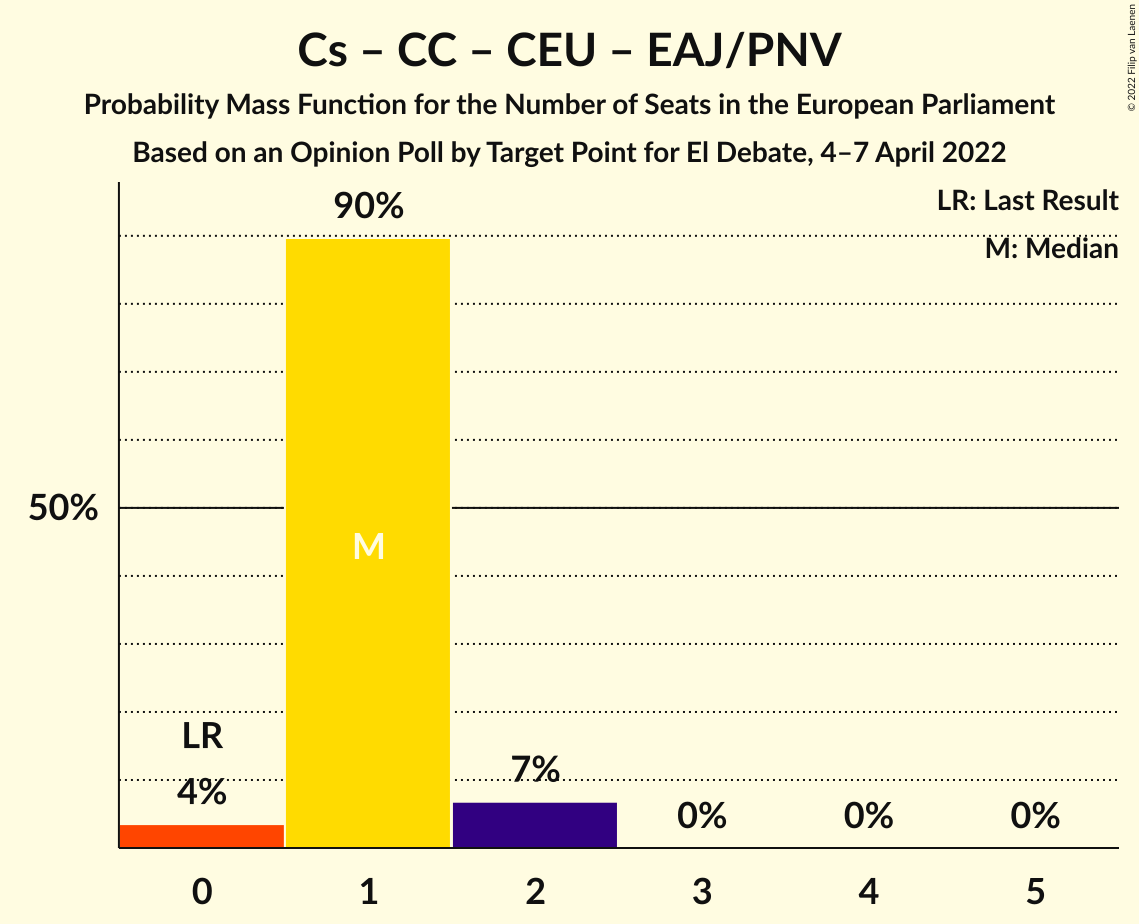 Cs – CC – CEU – EAJ/PNV
Probability Mass Function for the Number of Seats in the European Parliament
Based on an Opinion Poll by Target Point for El Debate, 4–7 April 2022
© 2022 Filip van Laenen
LR: Last Result
M: Median
90%
50%
M
LR
4%
7%
0%
0%
0%
0 1 2 3 4 5